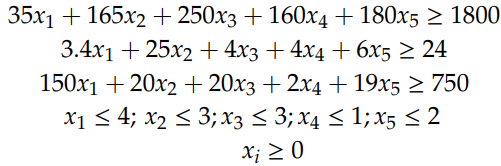 35x₁ + 165x₂ + 250x₃ + 160x₄ + 180x₅ ≥ 1800
3.4x₁ + 25x₂ + 4x₃ + 4x₄ + 6x₅ ≥ 24
150x₁ + 20x₂ + 20x₃ + 2x₄ + 19x₅ ≥ 750
x₁ ≤ 4; x₂ ≤ 3; x₃ ≤ 3; x₄ ≤ 1; x₅ ≤ 2
xᵢ ≥ 0